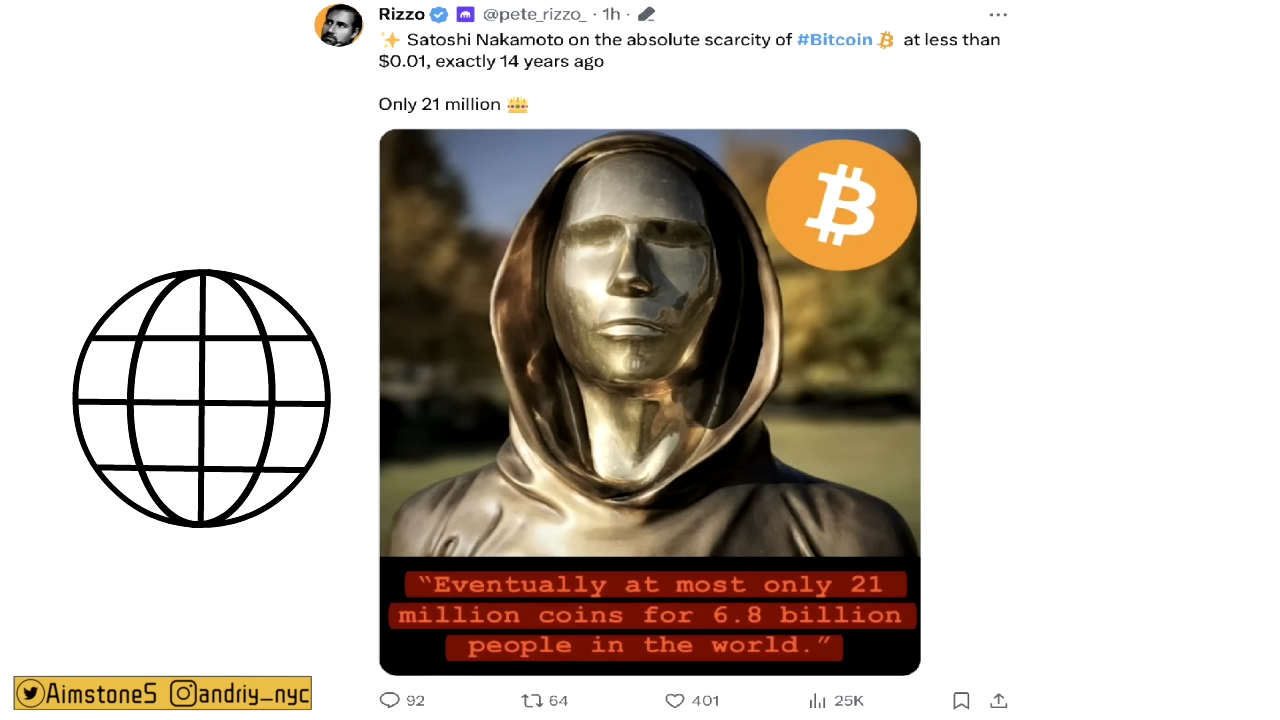 Rizzo @pete_rizzo_ · 1h ·
✨ Satoshi Nakamoto on the absolute scarcity of #Bitcoin at less than
$0.01, exactly 14 years ago
Only 21 million 👑
"Eventually at most only 21
million coins for 6.8 billion
people in the world."
92 64 401 25K
Aimstone5 andriy_nyc